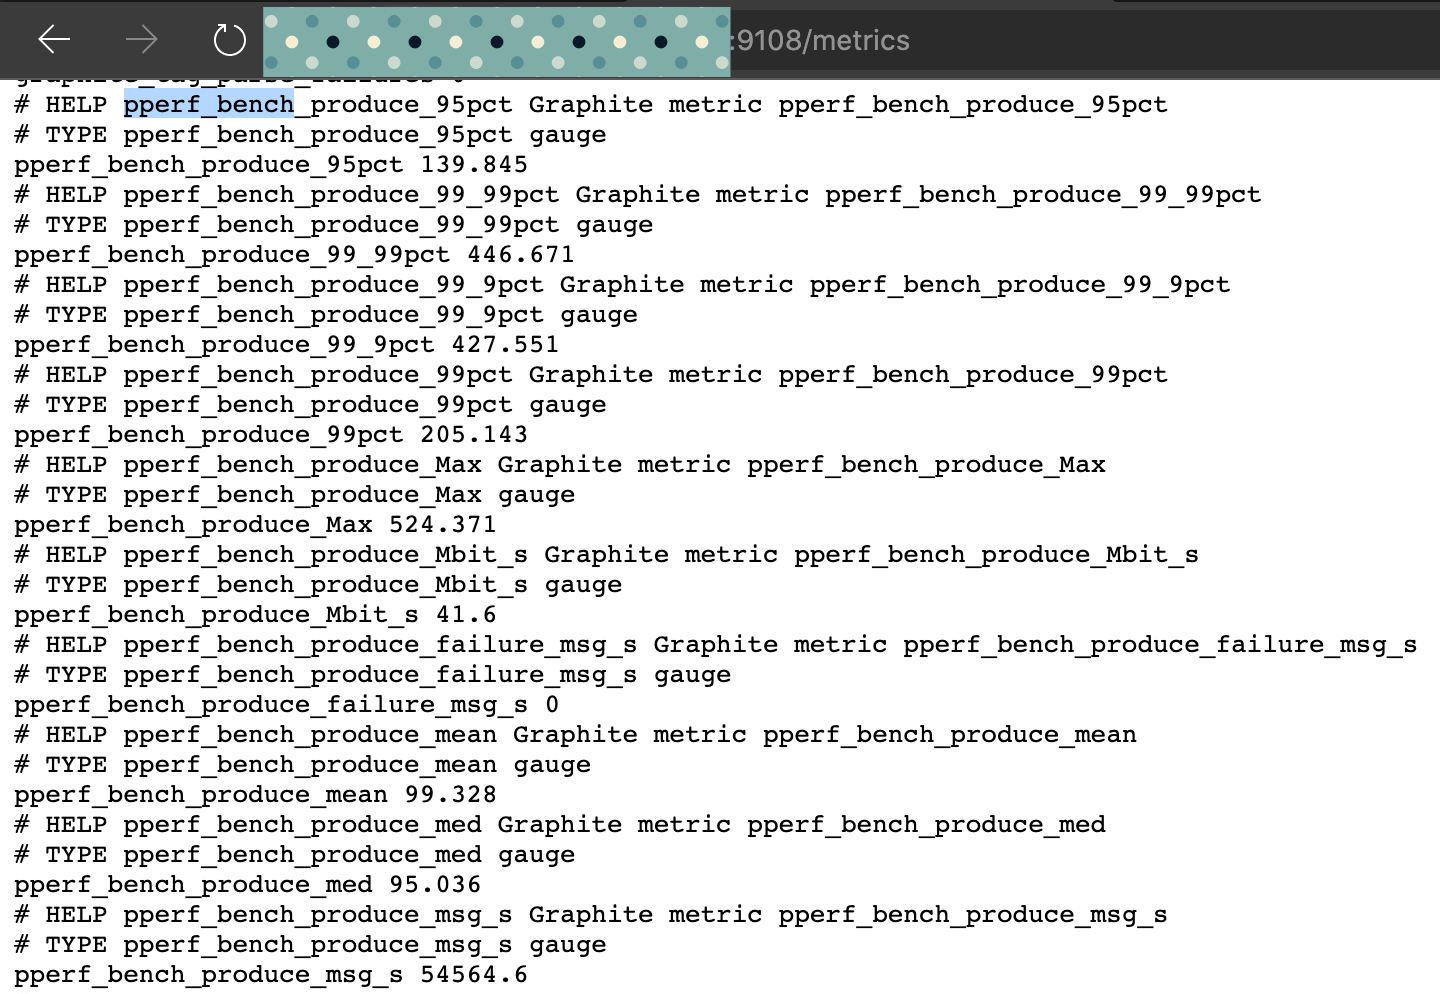 :9108/metrics
graphite_tag_parse_failures 0
# HELP pperf_bench_produce_95pct Graphite metric pperf_bench_produce_95pct
# TYPE pperf_bench_produce_95pct gauge
pperf_bench_produce_95pct 139.845
# HELP pperf_bench_produce_99_99pct Graphite metric pperf_bench_produce_99_99pct
# TYPE pperf_bench_produce_99_99pct gauge
pperf_bench_produce_99_99pct 446.671
# HELP pperf_bench_produce_99_9pct Graphite metric pperf_bench_produce_99_9pct
# TYPE pperf_bench_produce_99_9pct gauge
pperf_bench_produce_99_9pct 427.551
# HELP pperf_bench_produce_99pct Graphite metric pperf_bench_produce_99pct
# TYPE pperf_bench_produce_99pct gauge
pperf_bench_produce_99pct 205.143
# HELP pperf_bench_produce_Max Graphite metric pperf_bench_produce_Max
# TYPE pperf_bench_produce_Max gauge
pperf_bench_produce_Max 524.371
# HELP pperf_bench_produce_Mbit_s Graphite metric pperf_bench_produce_Mbit_s
# TYPE pperf_bench_produce_Mbit_s gauge
pperf_bench_produce_Mbit_s 41.6
# HELP pperf_bench_produce_failure_msg_s Graphite metric pperf_bench_produce_failure_msg_s
# TYPE pperf_bench_produce_failure_msg_s gauge
pperf_bench_produce_failure_msg_s 0
# HELP pperf_bench_produce_mean Graphite metric pperf_bench_produce_mean
# TYPE pperf_bench_produce_mean gauge
pperf_bench_produce_mean 99.328
# HELP pperf_bench_produce_med Graphite metric pperf_bench_produce_med
# TYPE pperf_bench_produce_med gauge
pperf_bench_produce_med 95.036
# HELP pperf_bench_produce_msg_s Graphite metric pperf_bench_produce_msg_s
# TYPE pperf_bench_produce_msg_s gauge
pperf_bench_produce_msg_s 54564.6